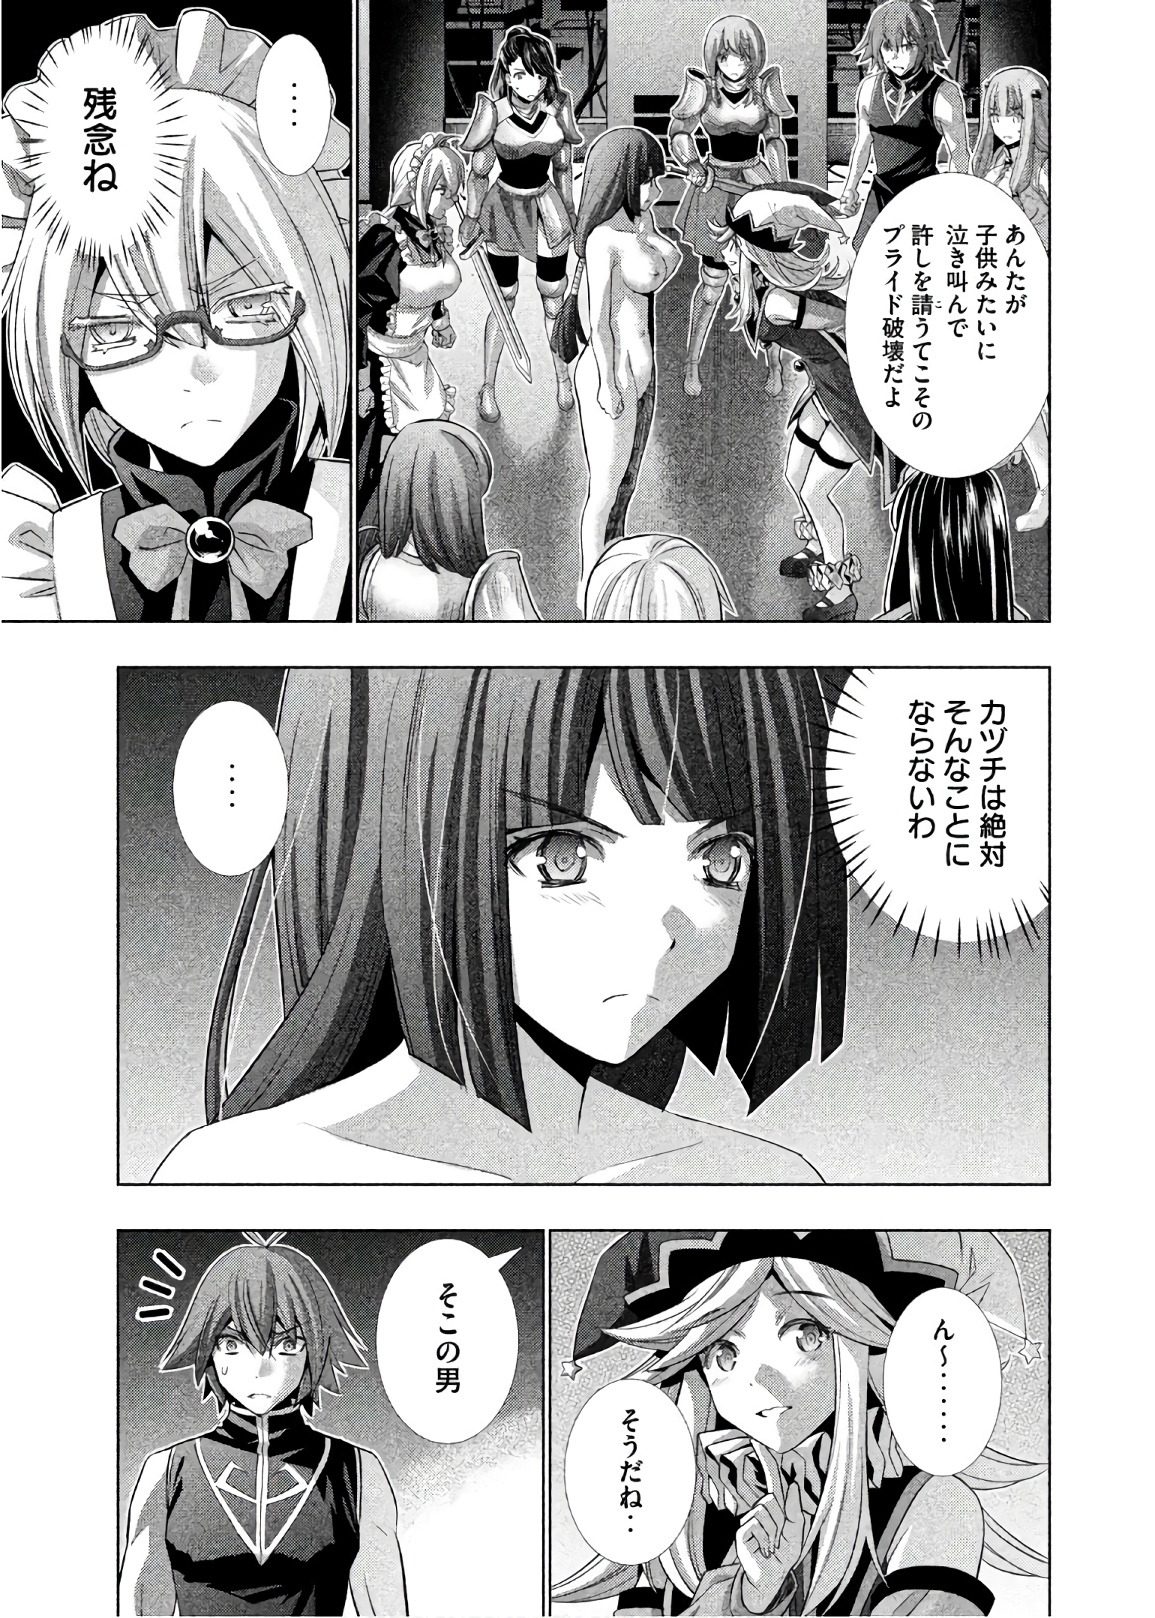 あんたが
子供みたいに
泣き叫んで
許しを請うてこその
プライド破壊だよ
‥‥
残念ね
カヅチは絶対
そんなことに
ならないわ
‥‥
ん〜‥‥‥‥
そうだね‥
そこの男